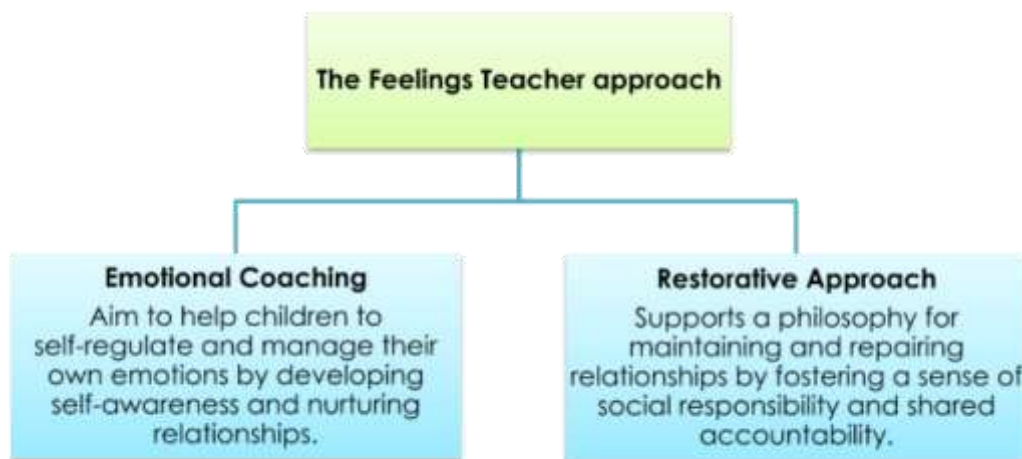 The Feelings Teacher approach
Emotional Coaching
Aim to help children to
self-regulate and manage their
own emotions by developing
self-awareness and nurturing
relationships.
Restorative Approach
Supports a philosophy for
maintaining and repairing
relationships by fostering a sense of
social responsibility and shared
accountability.